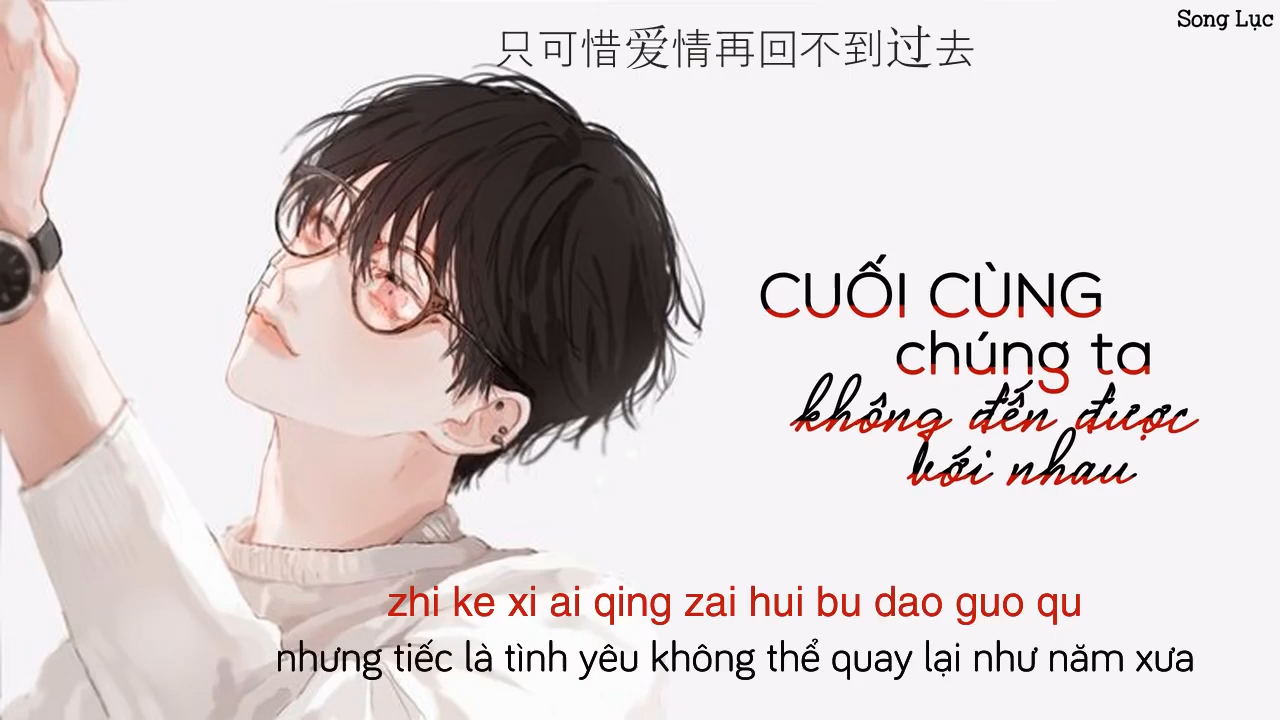 Song Lục
只可惜爱情再回不到过去
CUỐI CÙNG
chúng ta
không đến được
với nhau
zhi ke xi ai qing zai hui bu dao guo qu
nhưng tiếc là tình yêu không thể quay lại như năm xưa